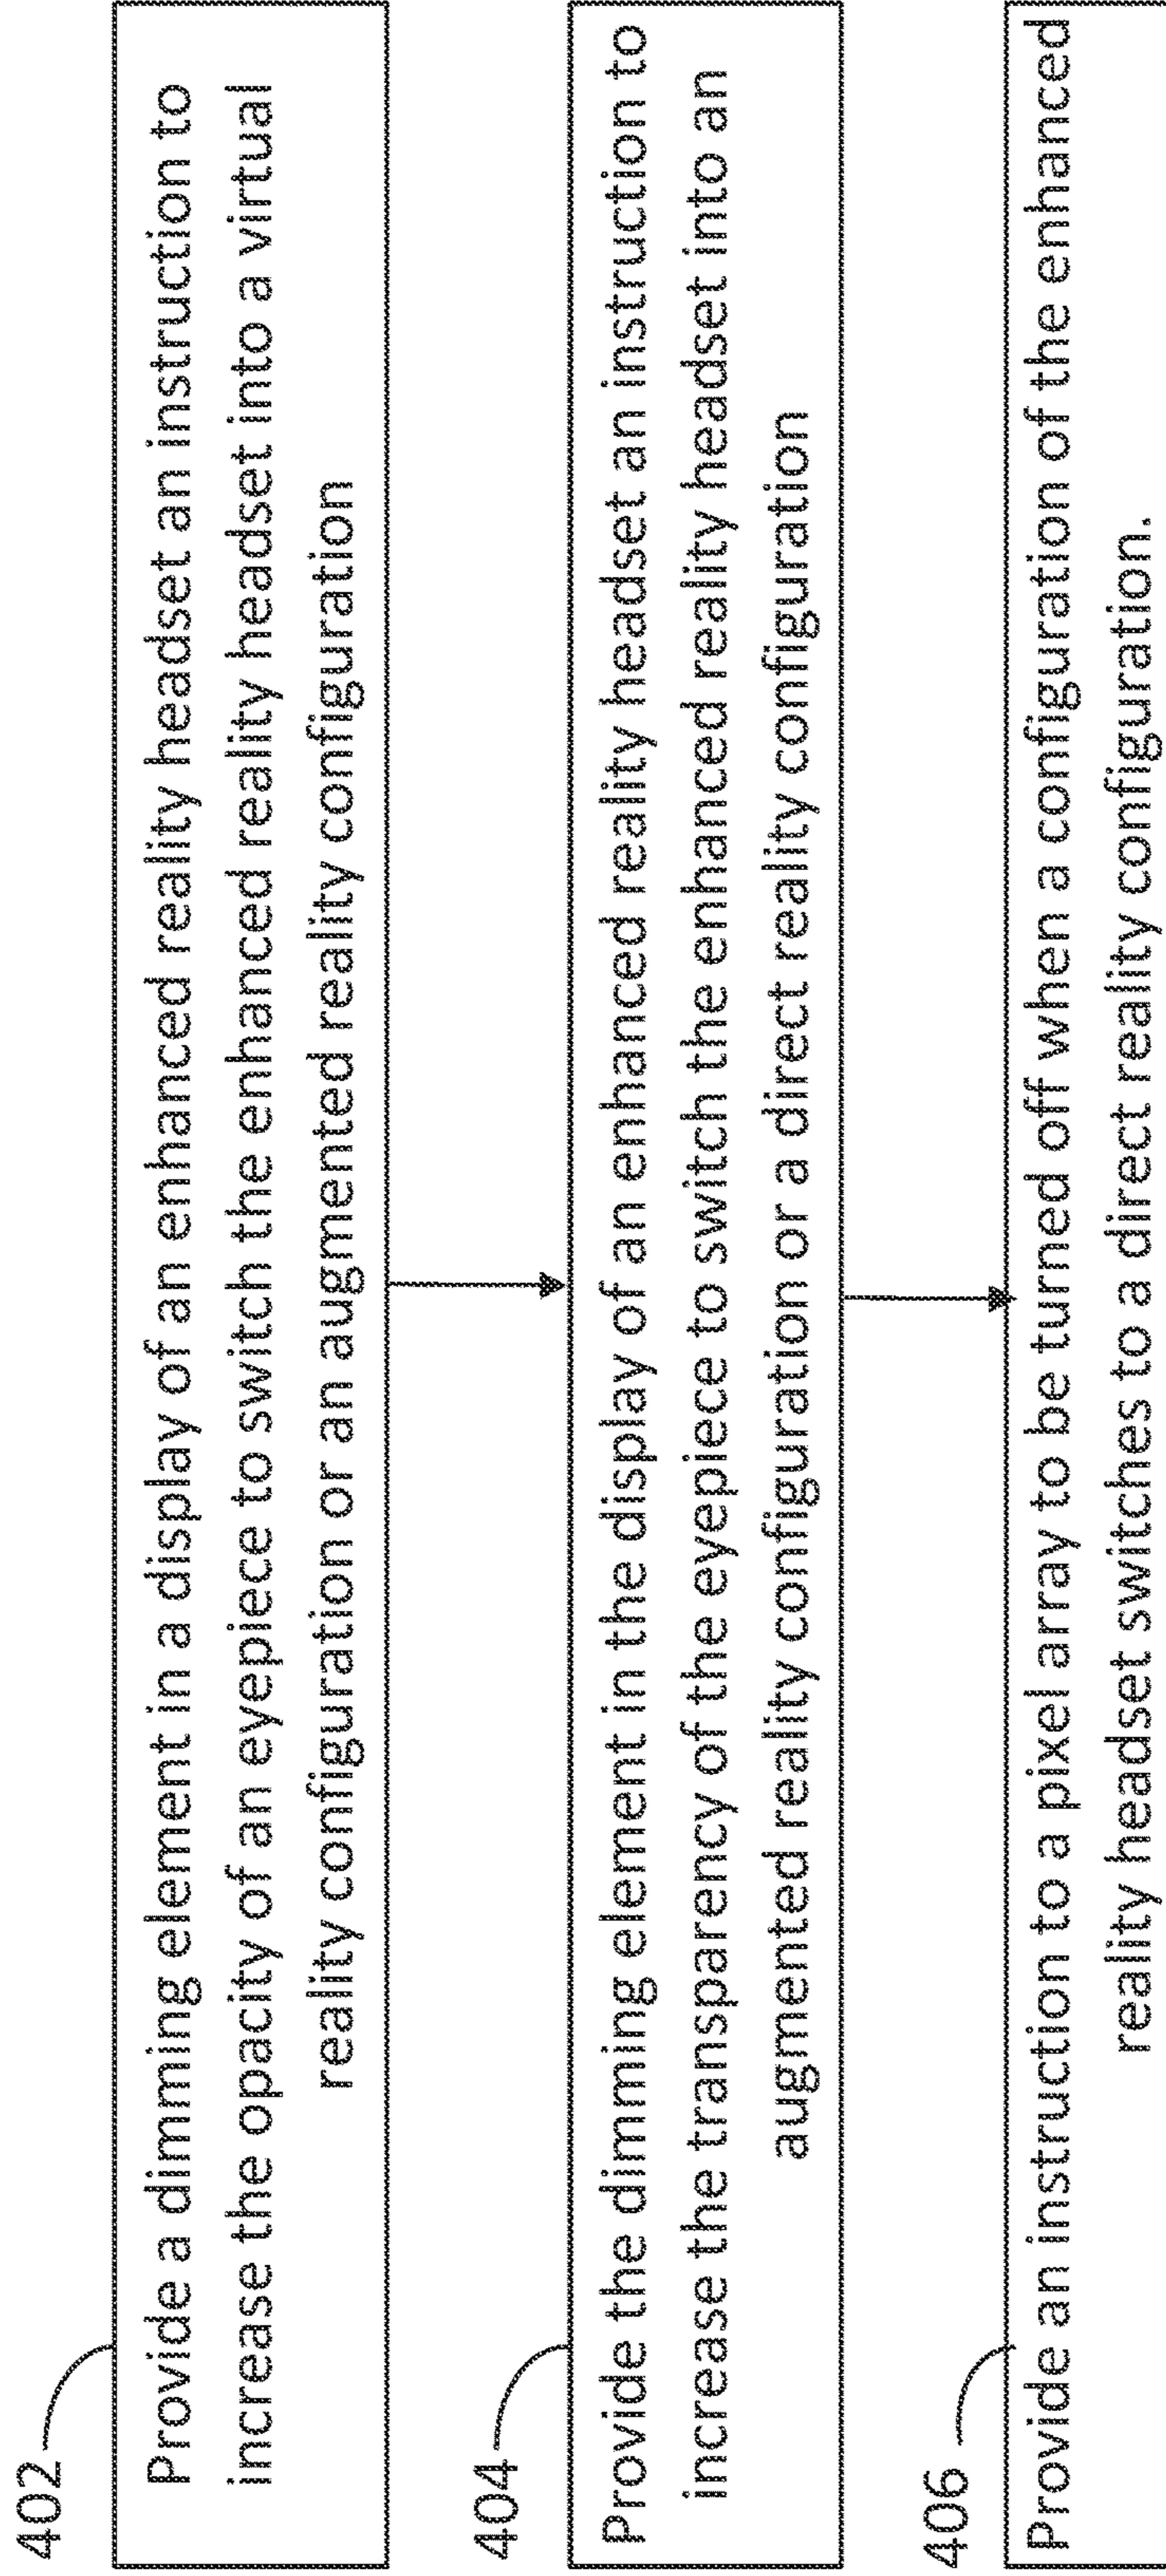 402
Provide a dimming element in a display of an enhanced reality headset an instruction to
increase the opacity of an eyepiece to switch the enhanced reality headset into a virtual
reality configuration or an augmented reality configuration
404
Provide the dimming element in the display of an enhanced reality headset an instruction to
increase the transparency of the eyepiece to switch the enhanced reality headset into an
augmented reality configuration or a direct reality configuration
406
Provide an instruction to a pixel array to be turned off when a configuration of the enhanced
reality headset switches to a direct reality configuration.